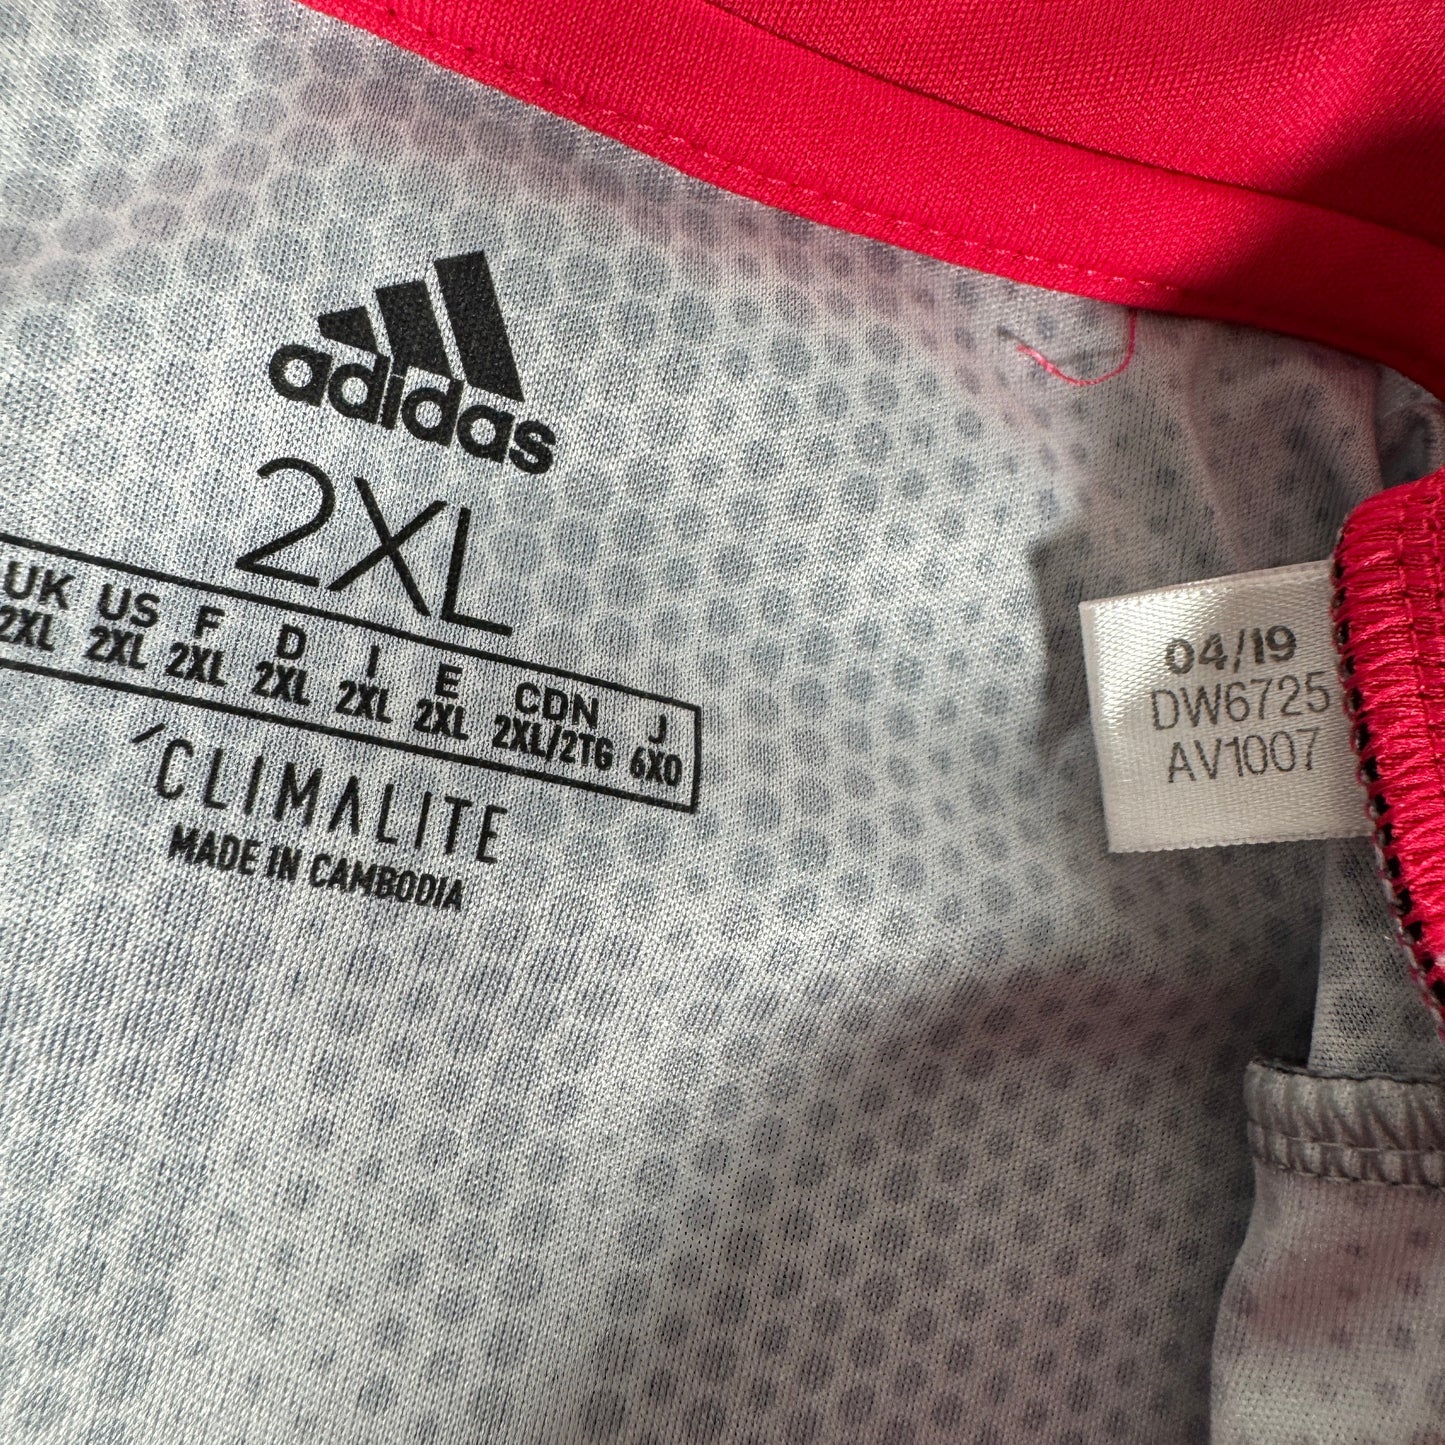 adidas
2XL
UK US F D I E CDN J
2XL 2XL 2XL 2XL 2XL 2XL 2XL/2TG 6XO
CLIMALITE
MADE IN CAMBODIA
04/19
DW6725
AV1007